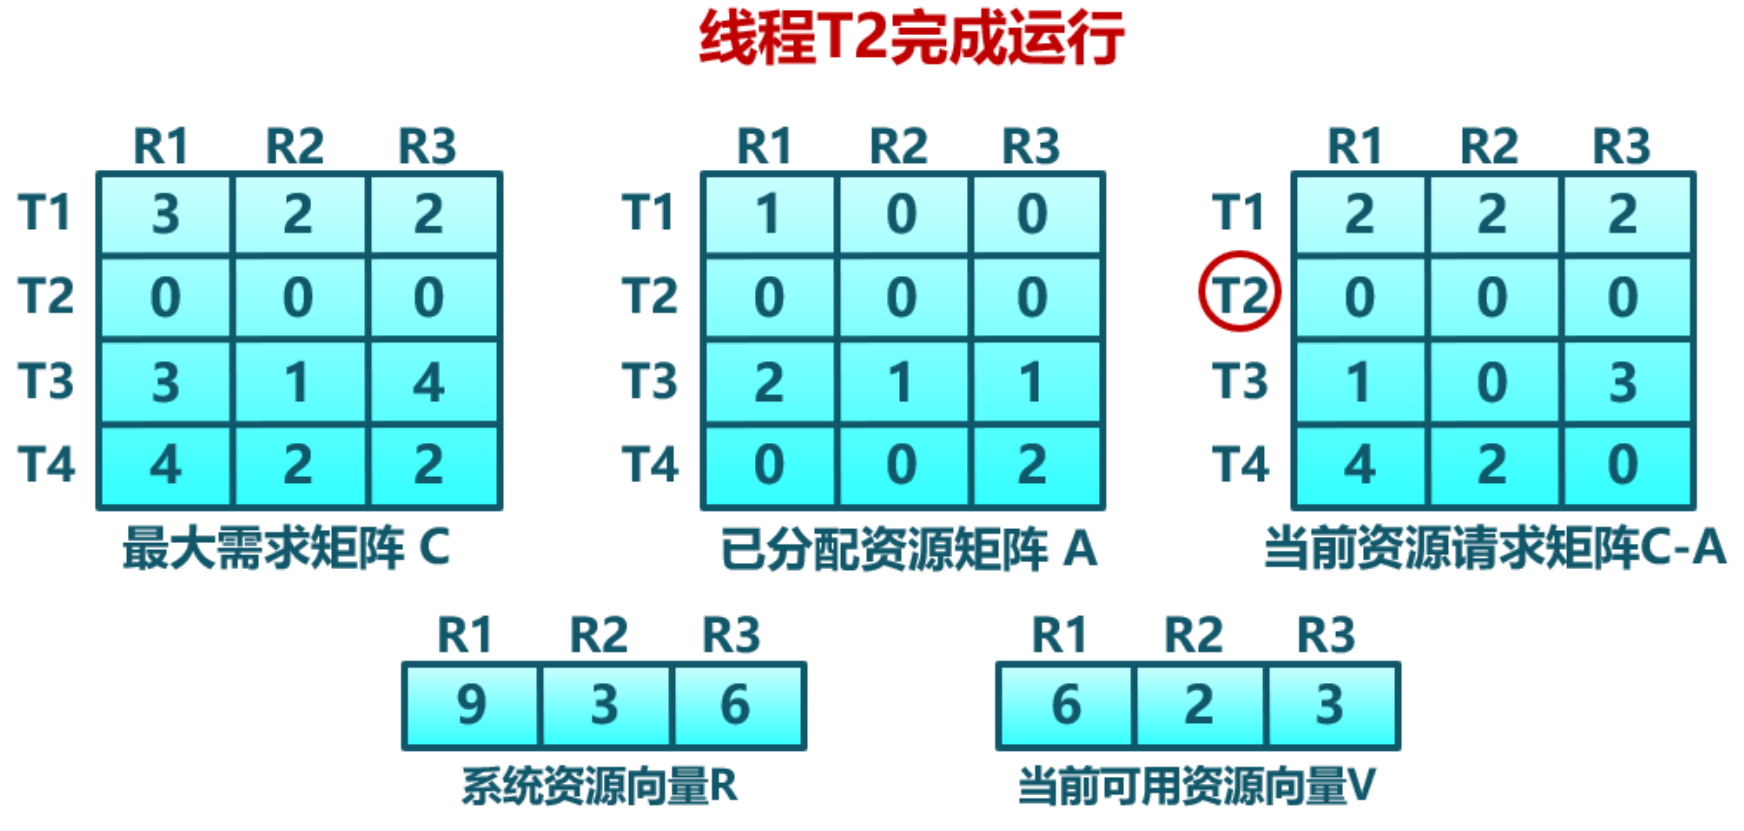 线程T2完成运行
R1 R2 R3
T1 3 2 2
T2 0 0 0
T3 3 1 4
T4 4 2 2
最大需求矩阵 C
R1 R2 R3
T1 1 0 0
T2 0 0 0
T3 2 1 1
T4 0 0 2
已分配资源矩阵 A
R1 R2 R3
T1 2 2 2
T2 0 0 0
T3 1 0 3
T4 4 2 0
当前资源请求矩阵C-A
R1 R2 R3
9 3 6
系统资源向量R
R1 R2 R3
6 2 3
当前可用资源向量V